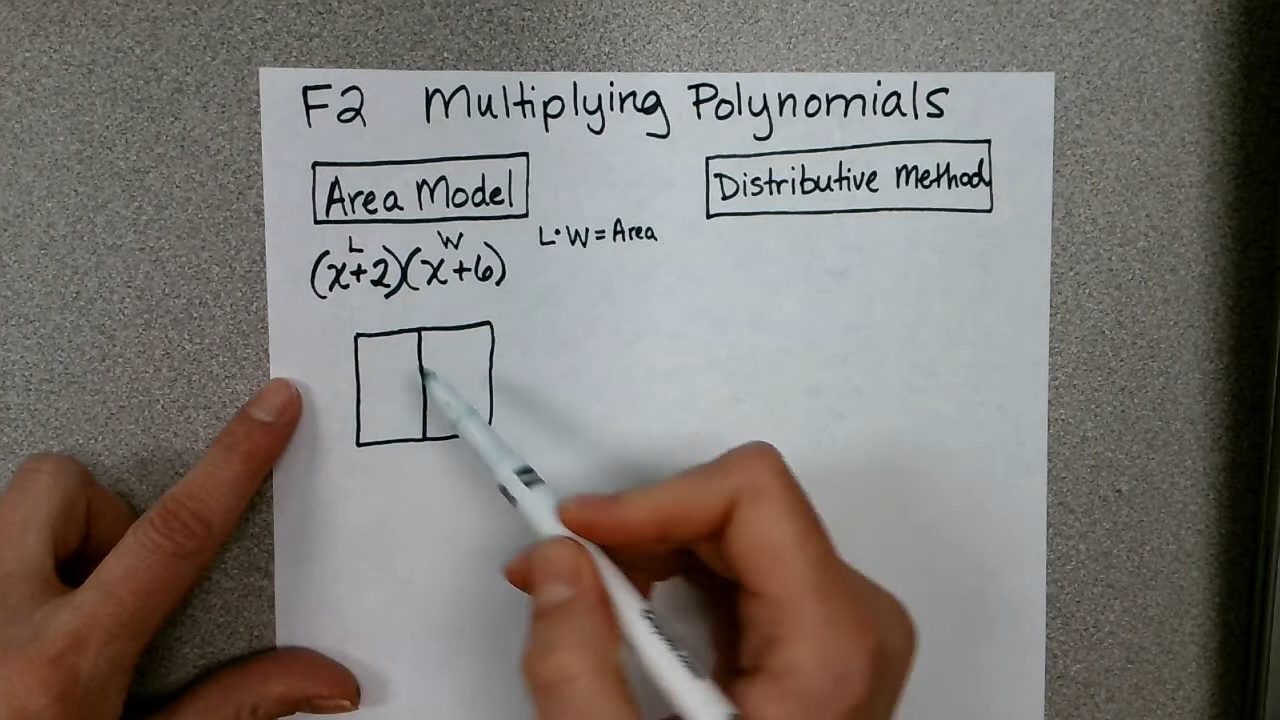 F2 Multiplying Polynomials
Area Model
Distributive Method
L W
(x+2)(x+6)
L·W=Area